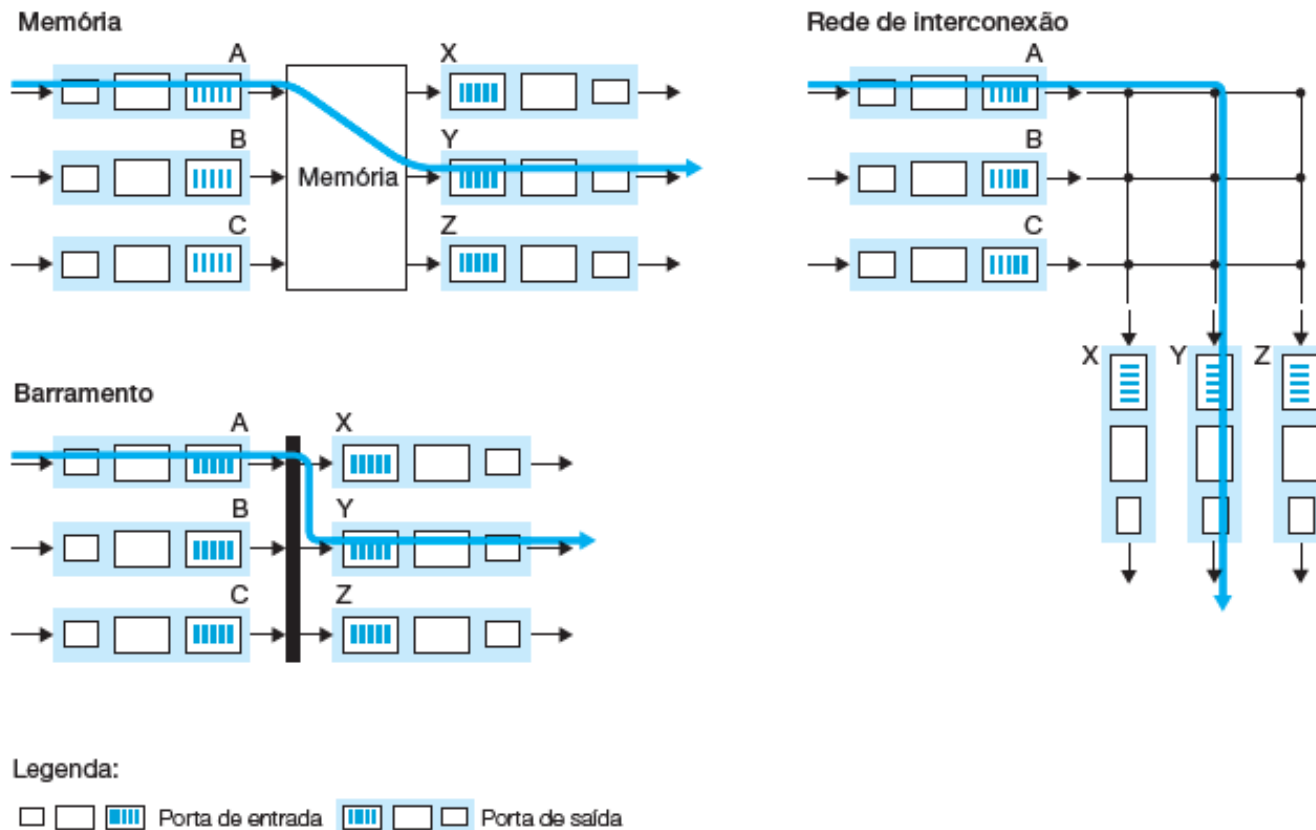 Memória
A
X
B
Y
Memória
C
Z
Rede de interconexão
A
B
C
X
Y
Z
Barramento
A
X
B
Y
C
Z
Legenda:
Porta de entrada
Porta de saída